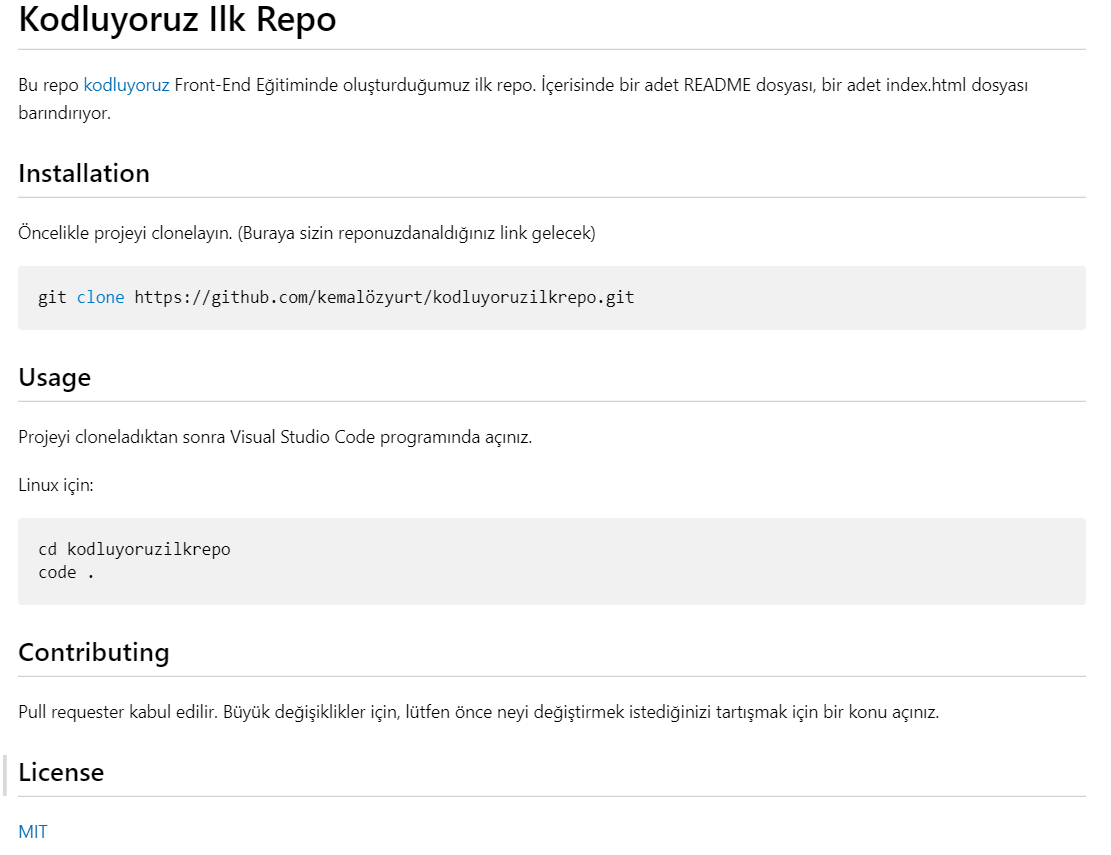 Kodluyoruz Ilk Repo
Bu repo kodluyoruz Front-End Eğitiminde oluşturduğumuz ilk repo. İçerisinde bir adet README dosyası, bir adet index.html dosyası
barındırıyor.
Installation
Öncelikle projeyi clonelayın. (Buraya sizin reponuzdanaldığınız link gelecek)
git clone https://github.com/kemalözyurt/kodluyoruzilkrepo.git
Usage
Projeyi cloneladıktan sonra Visual Studio Code programında açınız.
Linux için:
cd kodluyoruzilkrepo
code .
Contributing
Pull requester kabul edilir. Büyük değişiklikler için, lütfen önce neyi değiştirmek istediğinizi tartışmak için bir konu açınız.
License
MIT